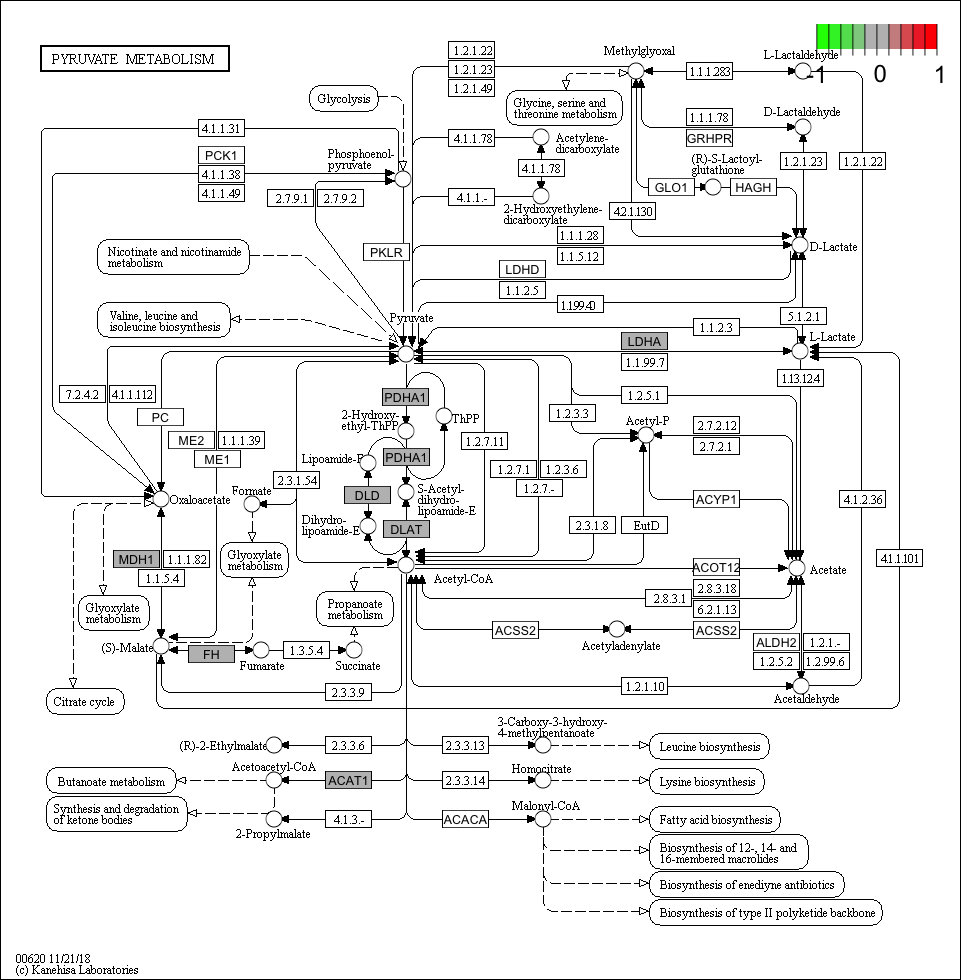 PYRUVATE METABOLISM
-1 0 1
1.2.1.22
1.2.1.23
1.2.1.49
Methylglyoxal
1.1.1.283
L-Lactaldehyde
Glycolysis
Glycine, serine and
threonine metabolism
1.1.1.78
GRHPR
D-Lactaldehyde
4.1.1.31
PCK1
4.1.1.38
4.1.1.49
Phosphoenol-
pyruvate
4.1.1.78
Acetylene-
dicarboxylate
4.1.1.78
(R)-S-Lactoyl-
glutathione
1.2.1.23
1.2.1.22
2.7.9.1
2.7.9.2
4.1.1.-
2-Hydroxyethylene-
dicarboxylate
GLO1
HAGH
4.2.1.130
Nicotinate and nicotinamide
metabolism
PKLR
1.1.1.28
1.1.5.12
D-Lactate
LDHD
1.1.2.5
1.1.99.40
Valine, leucine and
isoleucine biosynthesis
Pyruvate
5.1.2.1
1.1.2.3
L-Lactate
LDHA
1.1.99.7
1.13.12.4
7.2.4.2
4.1.1.112
PDHA1
1.2.5.1
PC
2-Hydroxy-
ethyl-ThPP
ThPP
1.2.3.3
Acetyl-P
2.7.2.12
2.7.2.1
ME2
1.1.1.39
ME1
1.2.7.11
Lipoamide-E
PDHA1
1.2.7.1
1.2.3.6
1.2.7.-
2.3.1.54
Formate
Oxaloacetate
DLD
S-Acetyl-
dihydro-
lipoamide-E
ACYP1
4.1.2.36
Dihydro-
lipoamide-E
DLAT
2.3.1.8
EutD
MDH1
1.1.1.82
1.1.5.4
Glyoxylate
metabolism
4.1.1.101
Acetyl-CoA
ACOT12
Acetate
2.8.3.18
2.8.3.1
6.2.1.13
Glyoxylate
metabolism
Propanoate
metabolism
ACSS2
Acetyladenylate
ACSS2
(S)-Malate
FH
Fumarate
1.3.5.4
Succinate
ALDH2
1.2.1.-
1.2.5.2
1.2.99.6
2.3.3.9
1.2.1.10
Acetaldehyde
Citrate cycle
(R)-2-Ethylmalate
2.3.3.6
2.3.3.13
3-Carboxy-3-hydroxy-
4-methylpentanoate
Leucine biosynthesis
Butanoate metabolism
Acetoacetyl-CoA
ACAT1
2.3.3.14
Homocitrate
Lysine biosynthesis
Synthesis and degradation
of ketone bodies
2-Propylmalate
4.1.3.-
ACACA
Malonyl-CoA
Fatty acid biosynthesis
Biosynthesis of 12-, 14- and
16-membered macrolides
Biosynthesis of enediyne antibiotics
Biosynthesis of type II polyketide backbone
00620 11/21/18
(c) Kanehisa Laboratories